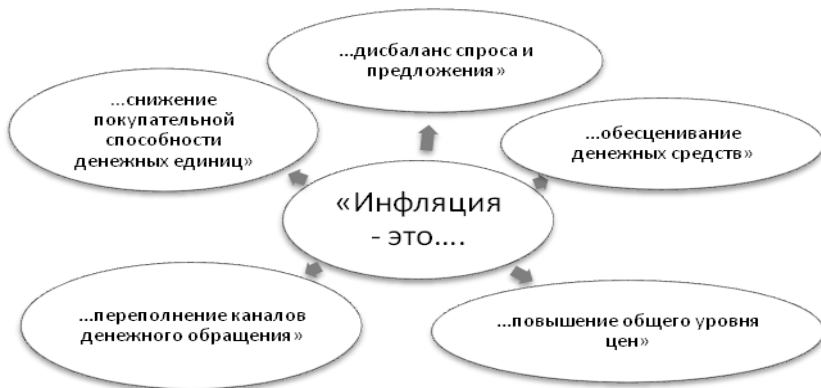 ...дисбаланс спроса и
предложения»
...снижение
покупательной
способности
денежных единиц»
...обесценивание
денежных средств»
«Инфляция
- это....
...переполнение каналов
денежного обращения»
...повышение общего уровня
цен»